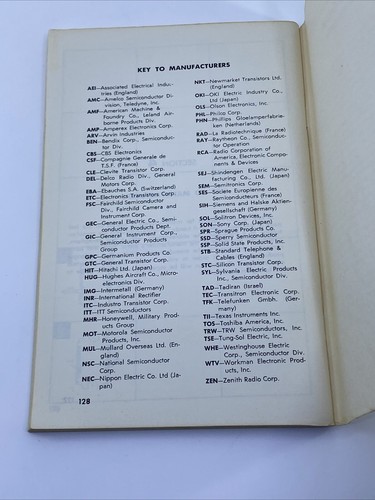 KEY TO MANUFACTURERS
AEI—Associated Electrical Indus-
tries (England)
AMC—Amelco Semiconductor Di-
vision, Teledyne, Inc.
AMF—American Machine &
Foundry Co., Leland Air-
borne Products Div.
AMP—Amperex Electronics Corp.
ARV—Arvin Industries
BEN—Bendix Corp., Semiconduc-
tor Div.
CBS—CBS Electronics
CSF—Compagnie Generale de
T.S.F. (France)
CLE—Clevite Transistor Corp.
DEL—Delco Radio Div., General
Motors Corp.
EBA—Ebauches S.A. (Switzerland)
ETC—Electronics Transistors Corp.
FSC—Fairchild Semiconductor
Div., Fairchild Camera and
Instrument Corp.
GEC—General Electric Co., Semi-
conductor Products Dept.
GIC—General Instrument Corp.,
Semiconductor Products
Group
GPC—Germanium Products Co.
GTC—General Transistor Corp.
HIT—Hitachi Ltd. (Japan)
HUG—Hughes Aircraft Co., Micro-
electronics Div.
IMG—Intermetall (Germany)
INR—International Rectifier
ITC—Industro Transistor Corp.
ITT—ITT Semiconductors
MHR—Honeywell, Military Prod-
ucts Group
MOT—Motorola Semiconductor
Products, Inc.
MUL—Mullard Overseas Ltd. (En-
gland)
NSC—National Semiconductor
Corp.
NEC—Nippon Electric Co. Ltd (Ja-
pan)
NKT—Newmarket Transistors Ltd.
(England)
OKI—OKI Electric Industry Co.,
Ltd (Japan)
OLS—Olson Electronics, Inc.
PHL—Philco Corp.
PHN—Phillips Gloelampenfabrie-
ken (Netherlands)
RAD—La Radiotechnique (France)
RAY—Raytheon Co., Semiconduc-
tor Operation
RCA—Radio Corporation of
America, Electronic Compo-
nents & Devices
SEJ—Shindengen Electric Manu-
facturing Co., Ltd. (Japan)
SEM—Semitronics Corp.
SES—Societe Europeenne des
Semiconducteurs (France)
SIH—Siemens and Halske Aktien-
gesellschaft (Germany)
SOL—Solitron Devices, Inc.
SON—Sony Corp. (Japan)
SPR—Sprague Products Co.
SSD—Sperry Semiconductor
SSP—Solid State Products, Inc.
STB—Standard Telephone &
Cables (England)
STC—Silicon Transistor Corp.
SYL—Sylvania Electric Products
Inc., Semiconductor Div.
TAD—Tadiran (Israel)
TEC—Transitron Electronic Corp.
TFK—Telefunken Gmbh. (Ger-
many)
TII—Texas Instruments Inc.
TOS—Toshiba America, Inc.
TRW—TRW Semiconductors, Inc.
TSE—Tung-Sol Electric, Inc.
WHE—Westinghouse Electric
Corp., Semiconductor Div.
WTV—Workman Electronic Prod-
ucts, Inc.
ZEN—Zenith Radio Corp.
128